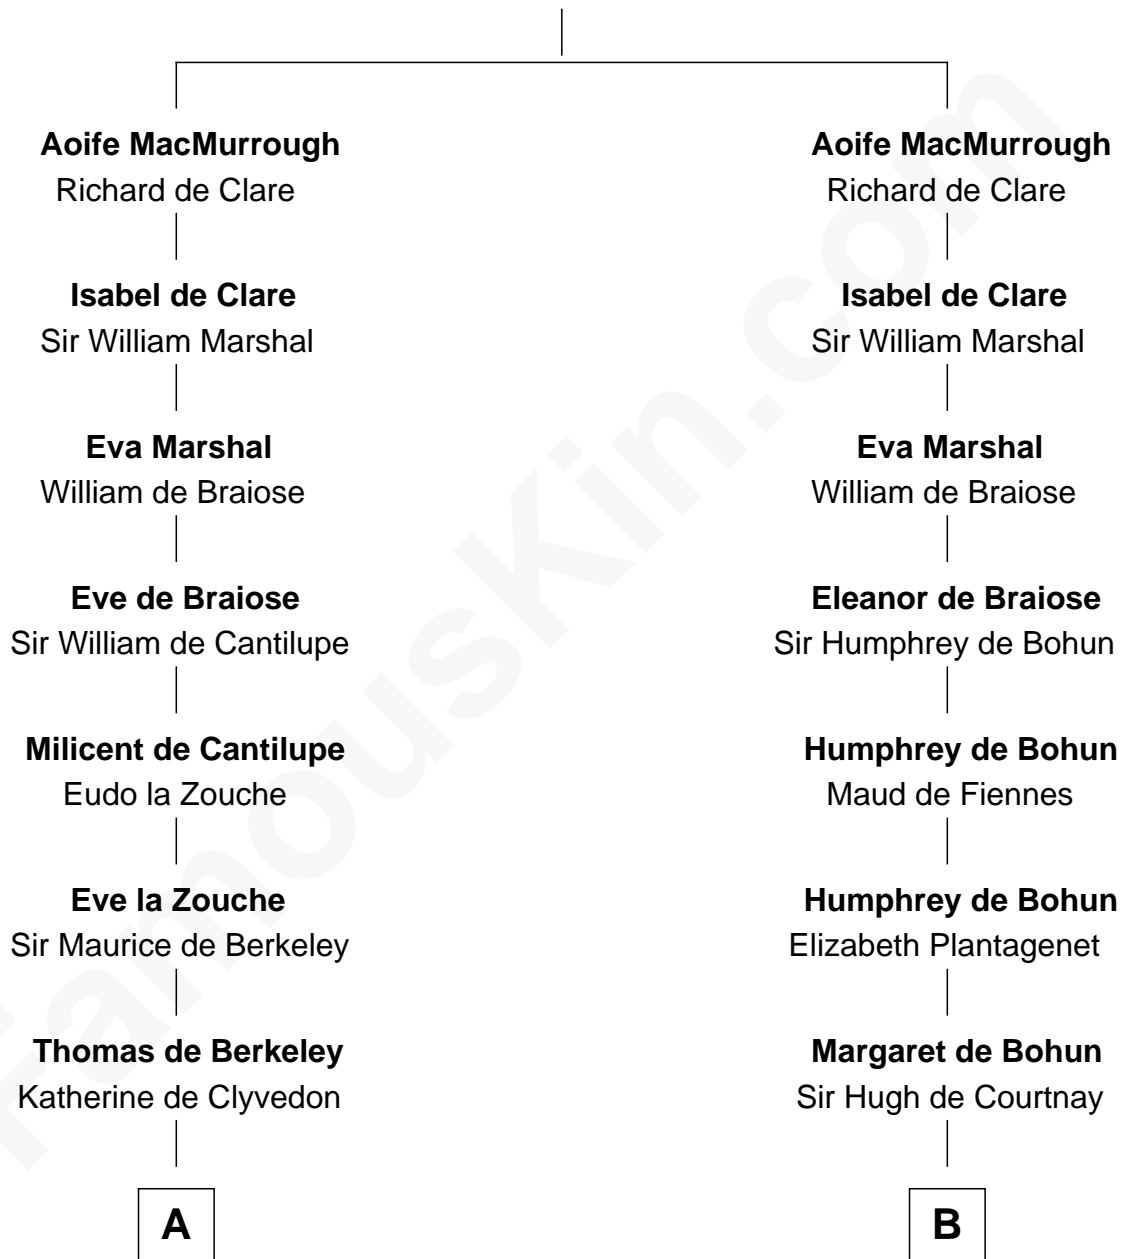 Aoife MacMurrough
Richard de Clare
Isabel de Clare
Sir William Marshal
Eva Marshal
William de Braiose
Eve de Braiose
Sir William de Cantilupe
Milicent de Cantilupe
Eudo la Zouche
Eve la Zouche
Sir Maurice de Berkeley
Thomas de Berkeley
Katherine de Clyvedon
A
Aoife MacMurrough
Richard de Clare
Isabel de Clare
Sir William Marshal
Eva Marshal
William de Braiose
Eleanor de Braiose
Sir Humphrey de Bohun
Humphrey de Bohun
Maud de Fiennes
Humphrey de Bohun
Elizabeth Plantagenet
Margaret de Bohun
Sir Hugh de Courtnay
B
FamousKin.com